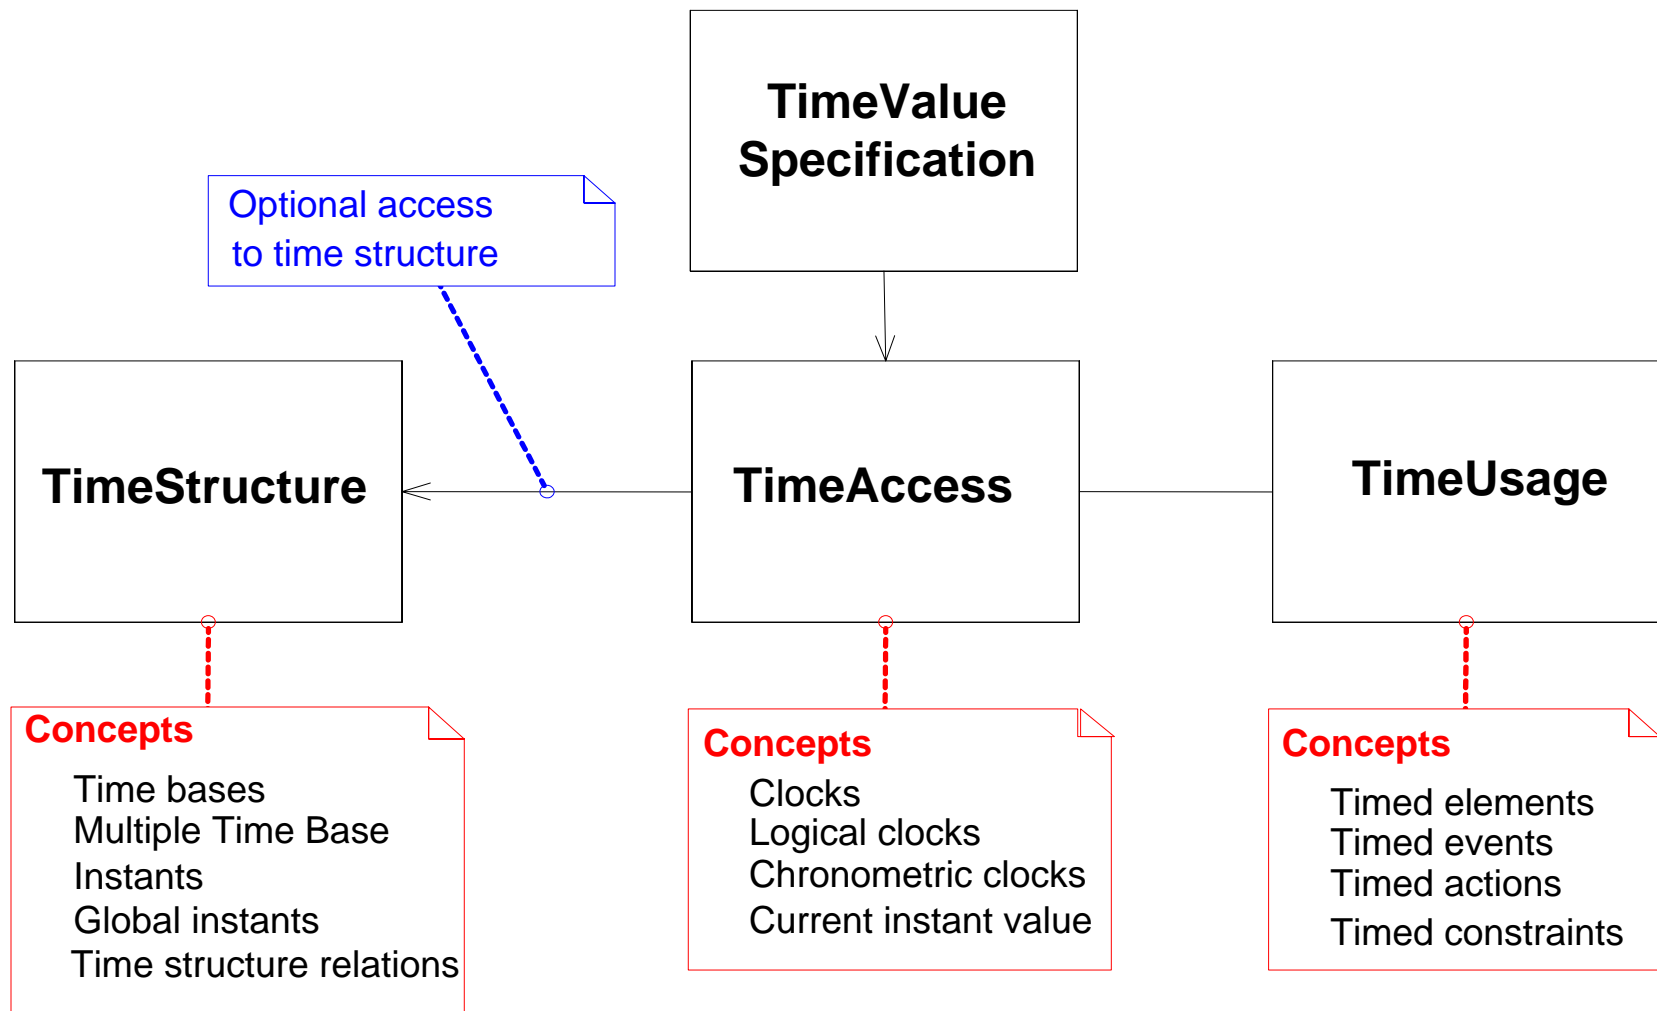 TimeValue
Specification
Optional access
to time structure
TimeStructure
TimeAccess
TimeUsage
Concepts
Time bases
Multiple Time Base
Instants
Global instants
Time structure relations
Concepts
Clocks
Logical clocks
Chronometric clocks
Current instant value
Concepts
Timed elements
Timed events
Timed actions
Timed constraints